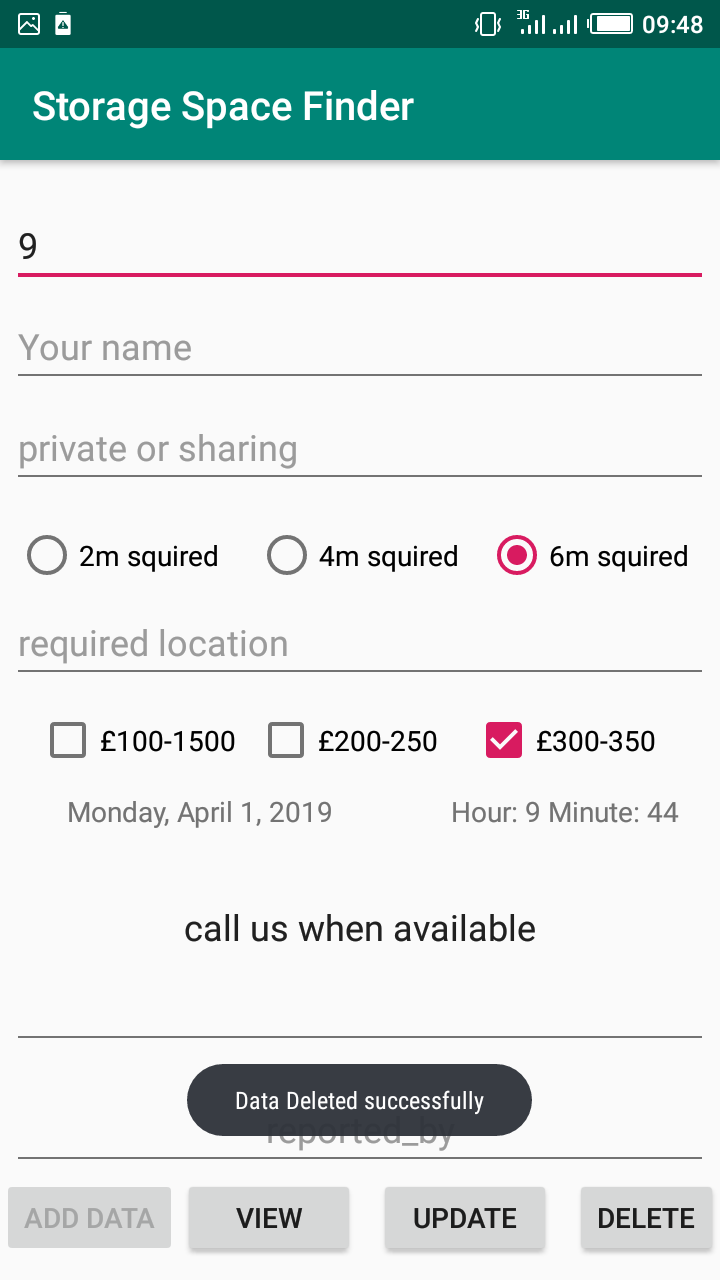 3G 09:48
Storage Space Finder
9
Your name
private or sharing
2m squired 4m squired 6m squired
required location
£100-1500 £200-250 £300-350
Monday, April 1, 2019 Hour: 9 Minute: 44
call us when available
Data Deleted successfully
reported_by
ADD DATA VIEW UPDATE DELETE